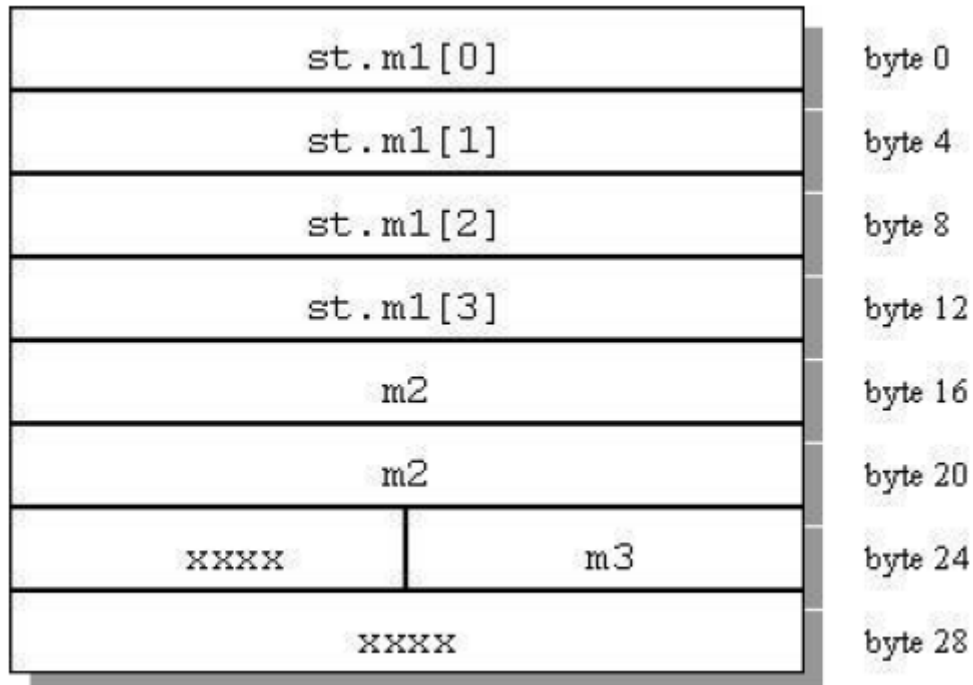 st.m1[0] byte 0
st.m1[1] byte 4
st.m1[2] byte 8
st.m1[3] byte 12
m2 byte 16
m2 byte 20
xxxx m3 byte 24
xxxx byte 28